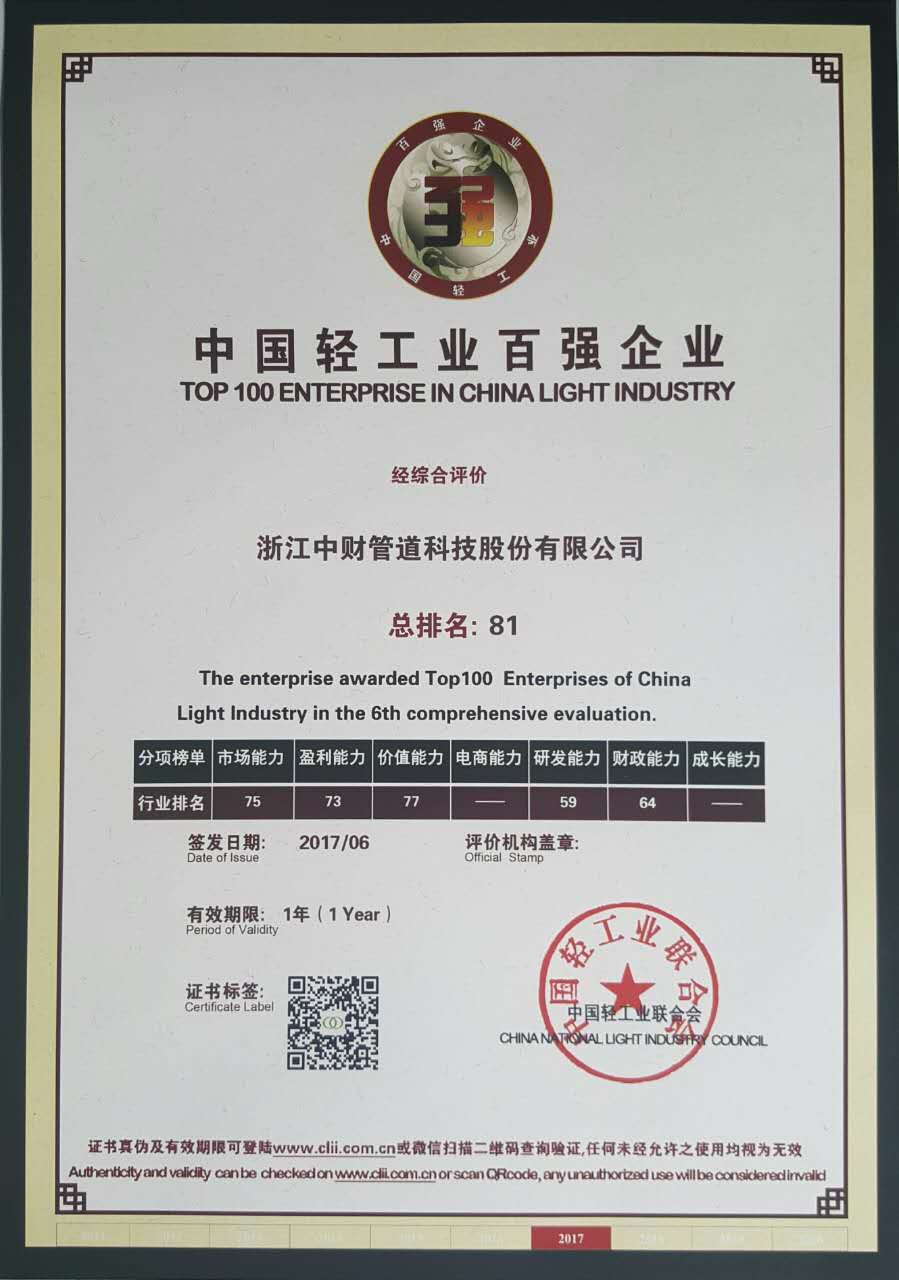 中国轻工业百强企业
强
中国轻工业百强企业
TOP 100 ENTERPRISE IN CHINA LIGHT INDUSTRY
经综合评价
浙江中财管道科技股份有限公司
总排名: 81
The enterprise awarded Top100 Enterprises of China
Light Industry in the 6th comprehensive evaluation.
分项榜单 市场能力 盈利能力 价值能力 电商能力 研发能力 财政能力 成长能力
行业排名 75 73 77 —— 59 64 ——
签发日期: 2017/06 评价机构盖章:
Date of Issue Official Stamp
有效期限: 1年（1 Year）
Period of Validity
证书标签:
Certificate Label
中国轻工业联合会
中国轻工业联合会
CHINA NATIONAL LIGHT INDUSTRY COUNCIL
证书真伪及有效期限可登陆www.clii.com.cn或微信扫描二维码查询验证,任何未经允许之使用均视为无效
Authenticity and validity can be checked on www.clii.com.cn or scan QRcode, any unauthorized use will be considered invalid
2017